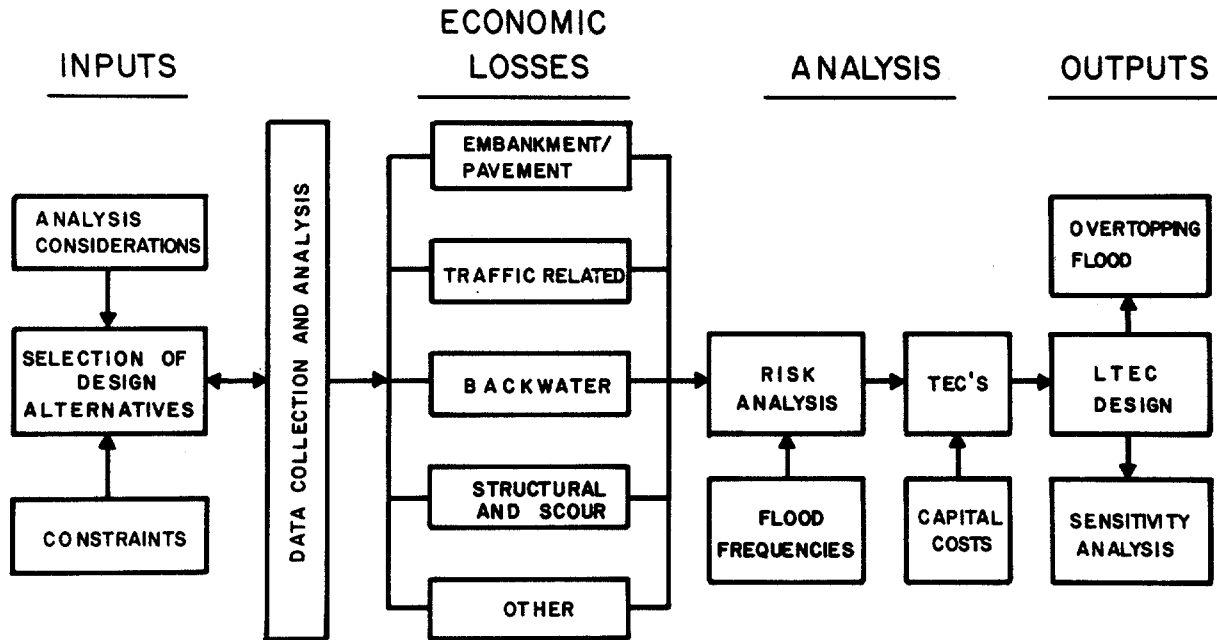 INPUTS
ECONOMIC
LOSSES
ANALYSIS
OUTPUTS
ANALYSIS
CONSIDERATIONS
SELECTION OF
DESIGN
ALTERNATIVES
CONSTRAINTS
DATA COLLECTION AND ANALYSIS
EMBANKMENT/
PAVEMENT
TRAFFIC RELATED
BACKWATER
STRUCTURAL
AND SCOUR
OTHER
RISK
ANALYSIS
FLOOD
FREQUENCIES
TEC'S
CAPITAL
COSTS
OVERTOPPING
FLOOD
LTEC
DESIGN
SENSITIVITY
ANALYSIS